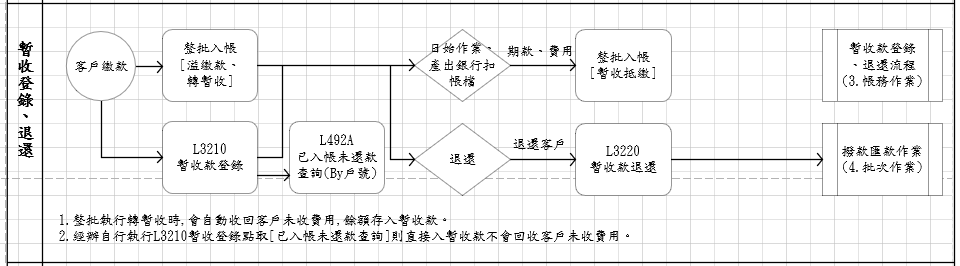 暫收登錄、退還
客戶繳款
整批入帳
[溢繳款、
轉暫收]
L3210
暫收款登錄
L492A
已入帳未還款
查詢(By戶號)
日始作業、
產出銀行扣
帳檔
期款、費用
整批入帳
[暫收抵繳]
退還
退還客戶
L3220
暫收款退還
暫收款登錄
、退還流程
(3.帳務作業)
撥款匯款作業
(4.批次作業)
1.整批執行轉暫收時,會自動收回客戶未收費用,餘額存入暫收款。
2.經辦自行執行L3210暫收登錄點取[已入帳未還款查詢]則直接入暫收款不會回收客戶未收費用。